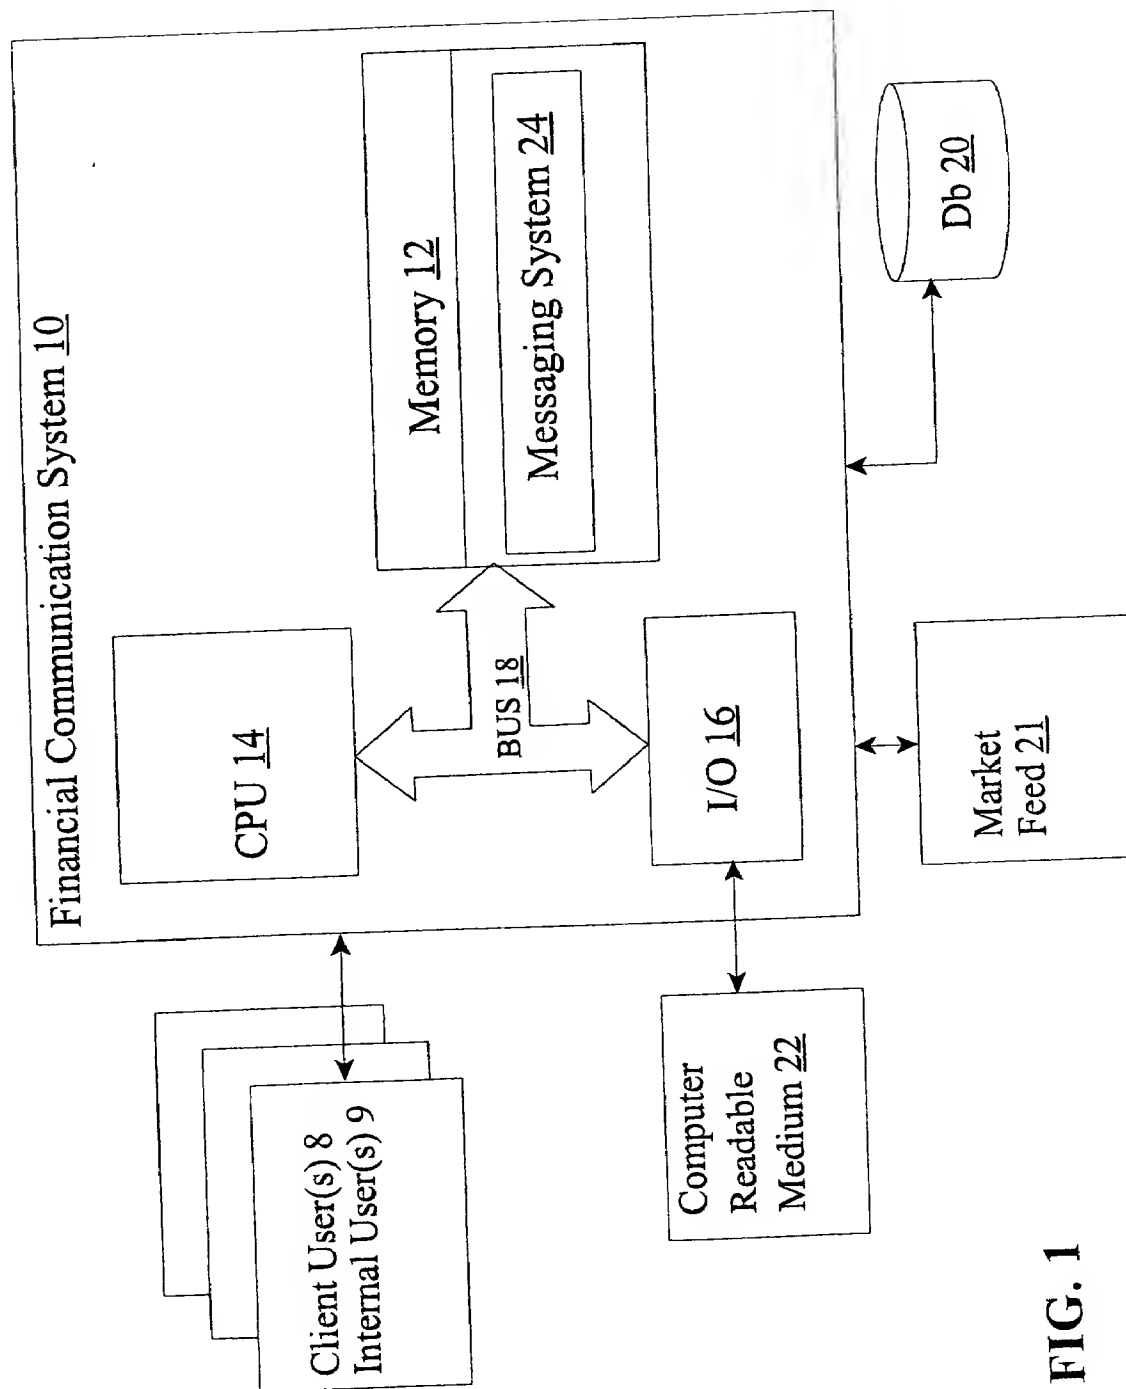 Financial Communication System 10
Client User(s) 8
Internal User(s) 9
CPU 14
Memory 12
Messaging System 24
BUS 18
I/O 16
Computer
Readable
Medium 22
Market
Feed 21
Db 20
FIG. 1